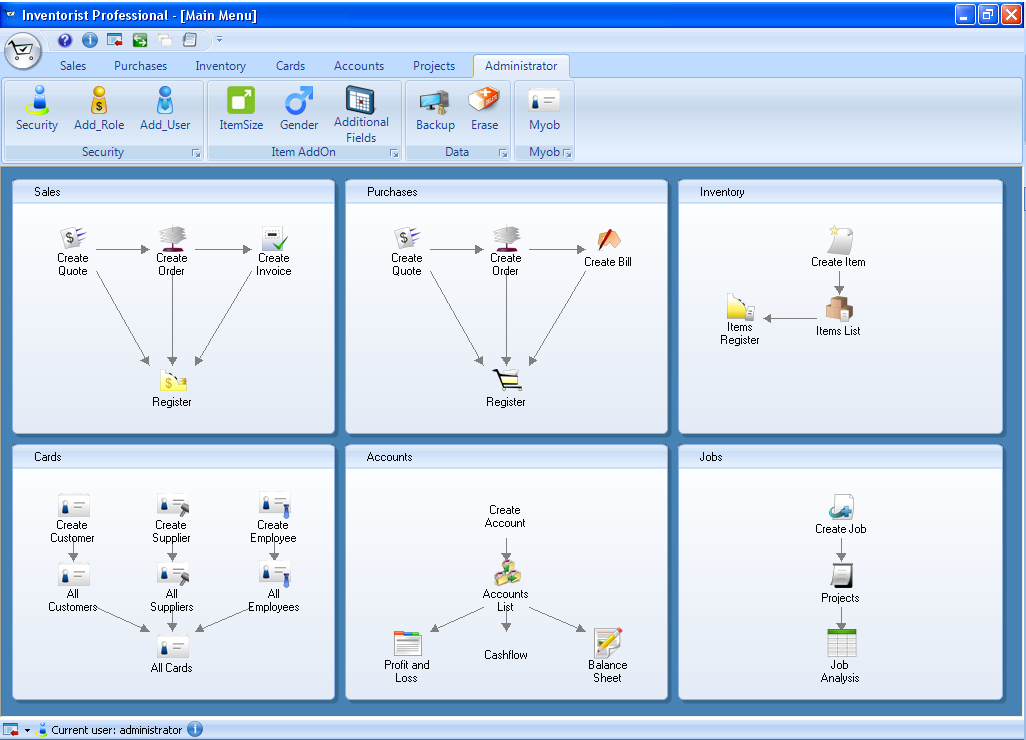 Inventorist Professional - [Main Menu]
Sales Purchases Inventory Cards Accounts Projects Administrator
Security Add_Role Add_User
Security
ItemSize Gender Additional
Fields
Item AddOn
Backup Erase
Data
Myob
Myob
Sales
Create
Quote
Create
Order
Create
Invoice
Register
Purchases
Create
Quote
Create
Order
Create Bill
Register
Inventory
Create Item
Items
Register
Items List
Cards
Create
Customer
Create
Supplier
Create
Employee
All
Customers
All
Suppliers
All
Employees
All Cards
Accounts
Create
Account
Accounts
List
Profit and
Loss
Cashflow
Balance
Sheet
Jobs
Create Job
Projects
Job
Analysis
Current user: administrator